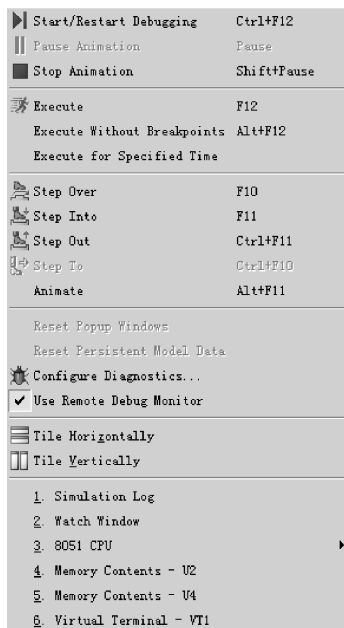 Start/Restart Debugging Ctrl+F12
Pause Animation Pause
Stop Animation Shift+Pause
Execute F12
Execute Without Breakpoints Alt+F12
Execute for Specified Time
Step Over F10
Step Into F11
Step Out Ctrl+F11
Step To Ctrl+F10
Animate Alt+F11
Reset Popup Windows
Reset Persistent Model Data
Configure Diagnostics...
Use Remote Debug Monitor
Tile Horizontally
Tile Vertically
1. Simulation Log
2. Watch Window
3. 8051 CPU
4. Memory Contents - U2
5. Memory Contents - U4
6. Virtual Terminal - VT1